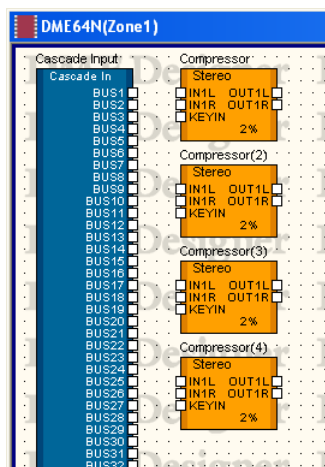 DME64N(Zone1)
Cascade Input
Cascade In
BUS1
BUS2
BUS3
BUS4
BUS5
BUS6
BUS7
BUS8
BUS9
BUS10
BUS11
BUS12
BUS13
BUS14
BUS15
BUS16
BUS17
BUS18
BUS19
BUS20
BUS21
BUS22
BUS23
BUS24
BUS25
BUS26
BUS27
BUS28
BUS29
BUS30
BUS31
BUS32
Compressor
Stereo
IN1L OUT1L
IN1R OUT1R
KEYIN
2%
Compressor(2)
Stereo
IN1L OUT1L
IN1R OUT1R
KEYIN
2%
Compressor(3)
Stereo
IN1L OUT1L
IN1R OUT1R
KEYIN
2%
Compressor(4)
Stereo
IN1L OUT1L
IN1R OUT1R
KEYIN
2%